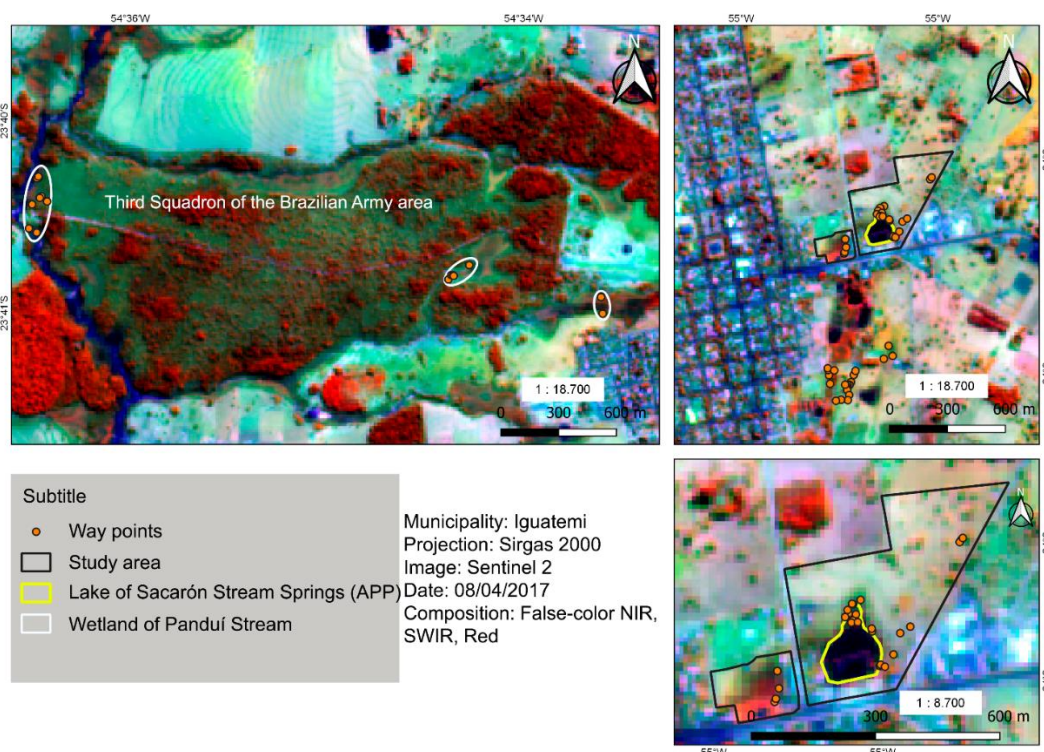 54°36'W
54°34'W
23°40'S
23°41'S
N
Third Squadron of the Brazilian Army area
1 : 18.700
0 300 600 m
55°W
55°W
N
1 : 18.700
0 300 600 m
Subtitle
Way points
Study area
Lake of Sacarón Stream Springs (APP)
Wetland of Panduí Stream
Municipality: Iguatemi
Projection: Sirgas 2000
Image: Sentinel 2
Date: 08/04/2017
Composition: False-color NIR,
SWIR, Red
N
1 : 8.700
0 300 600 m
55°W
55°W